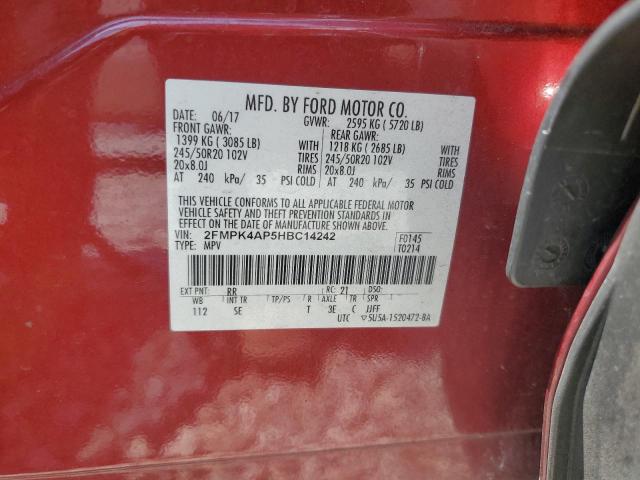 MFD. BY FORD MOTOR CO.
DATE: 06/17 GVWR: 2595 KG ( 5720 LB)
FRONT GAWR: REAR GAWR:
1399 KG ( 3085 LB) WITH 1218 KG ( 2685 LB) WITH
245/50R20 102V TIRES 245/50R20 102V TIRES
20x8.0J RIMS 20x8.0J RIMS
AT 240 kPa/ 35 PSI COLD AT 240 kPa/ 35 PSI COLD
THIS VEHICLE CONFORMS TO ALL APPLICABLE FEDERAL MOTOR
VEHICLE SAFETY AND THEFT PREVENTION STANDARDS IN
EFFECT ON THE DATE OF MANUFACTURE SHOWN ABOVE.
VIN: 2FMPK4AP5HBC14242 F0145
TYPE: MPV T0214
EXT PNT: RR RC: 21 DSO:
WB INT TR TP/PS R AXLE TR SPR
112 SE T 3E C JJFF
UTC ▽5U5A-1520472-BA